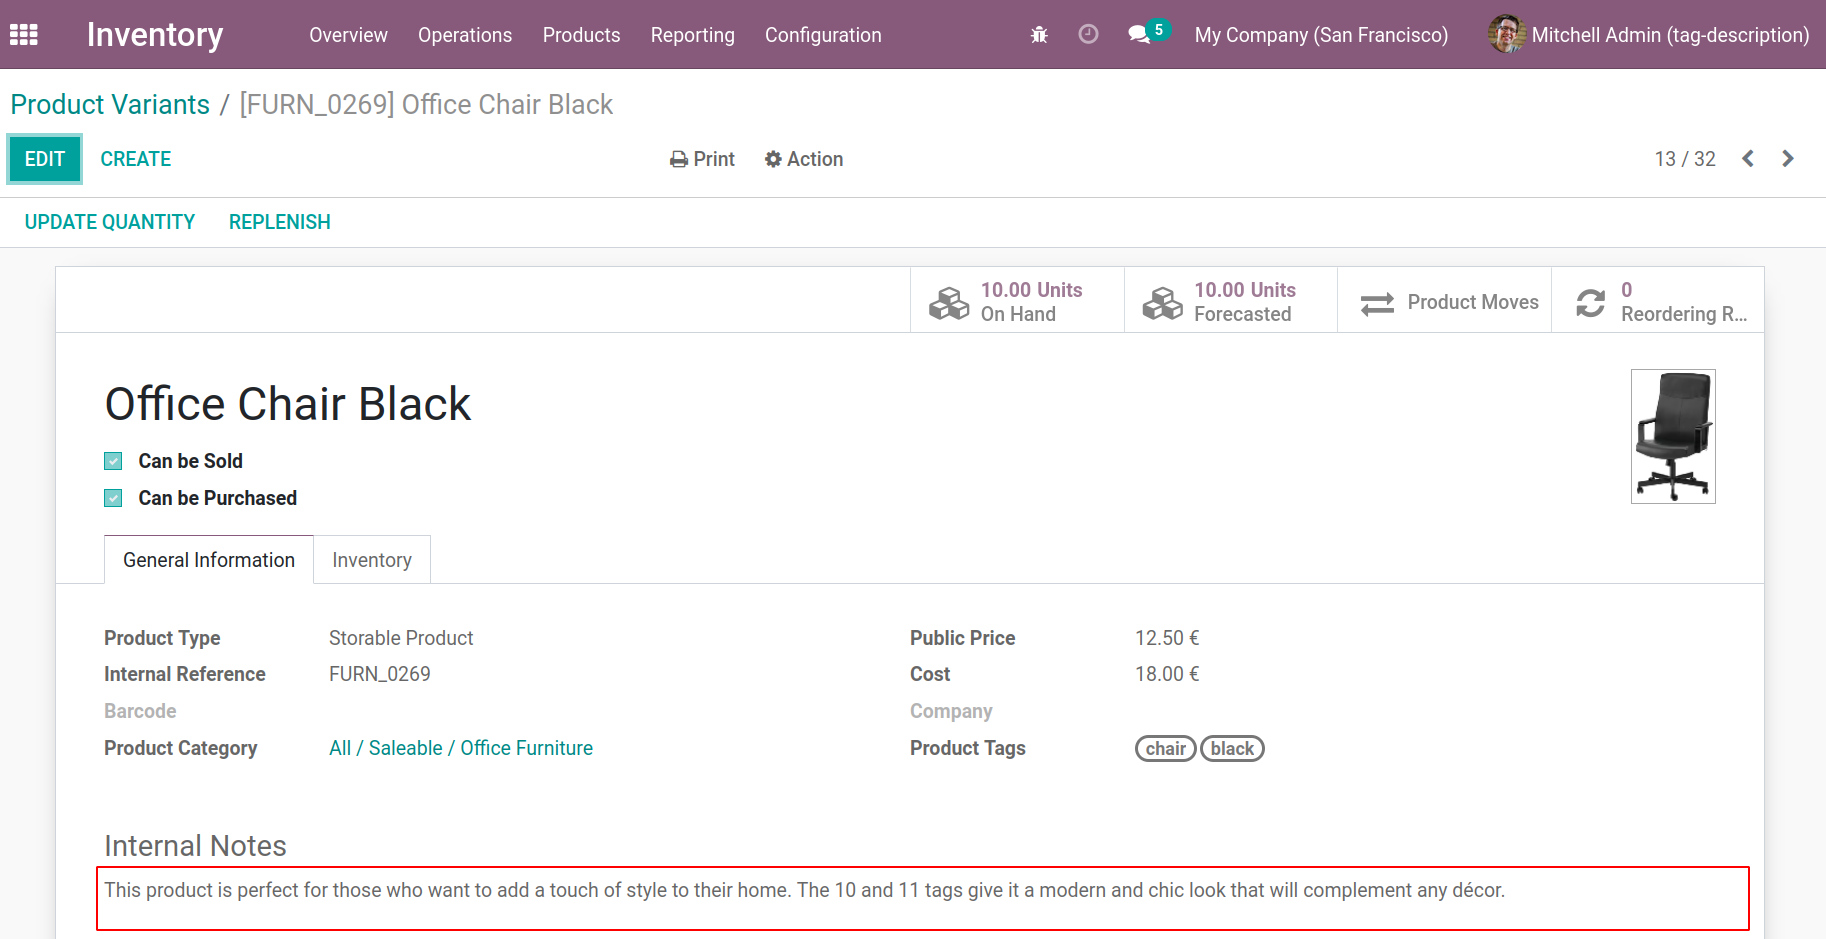 Inventory Overview Operations Products Reporting Configuration 5 My Company (San Francisco) Mitchell Admin (tag-description)
Product Variants / [FURN_0269] Office Chair Black
EDIT CREATE Print Action 13 / 32
UPDATE QUANTITY REPLENISH
10.00 Units On Hand
10.00 Units Forecasted
Product Moves
0 Reordering R...
Office Chair Black
Can be Sold
Can be Purchased
General Information Inventory
Product Type Storable Product
Internal Reference FURN_0269
Barcode
Product Category All / Saleable / Office Furniture
Public Price 12.50 €
Cost 18.00 €
Company
Product Tags chair black
Internal Notes
This product is perfect for those who want to add a touch of style to their home. The 10 and 11 tags give it a modern and chic look that will complement any décor.